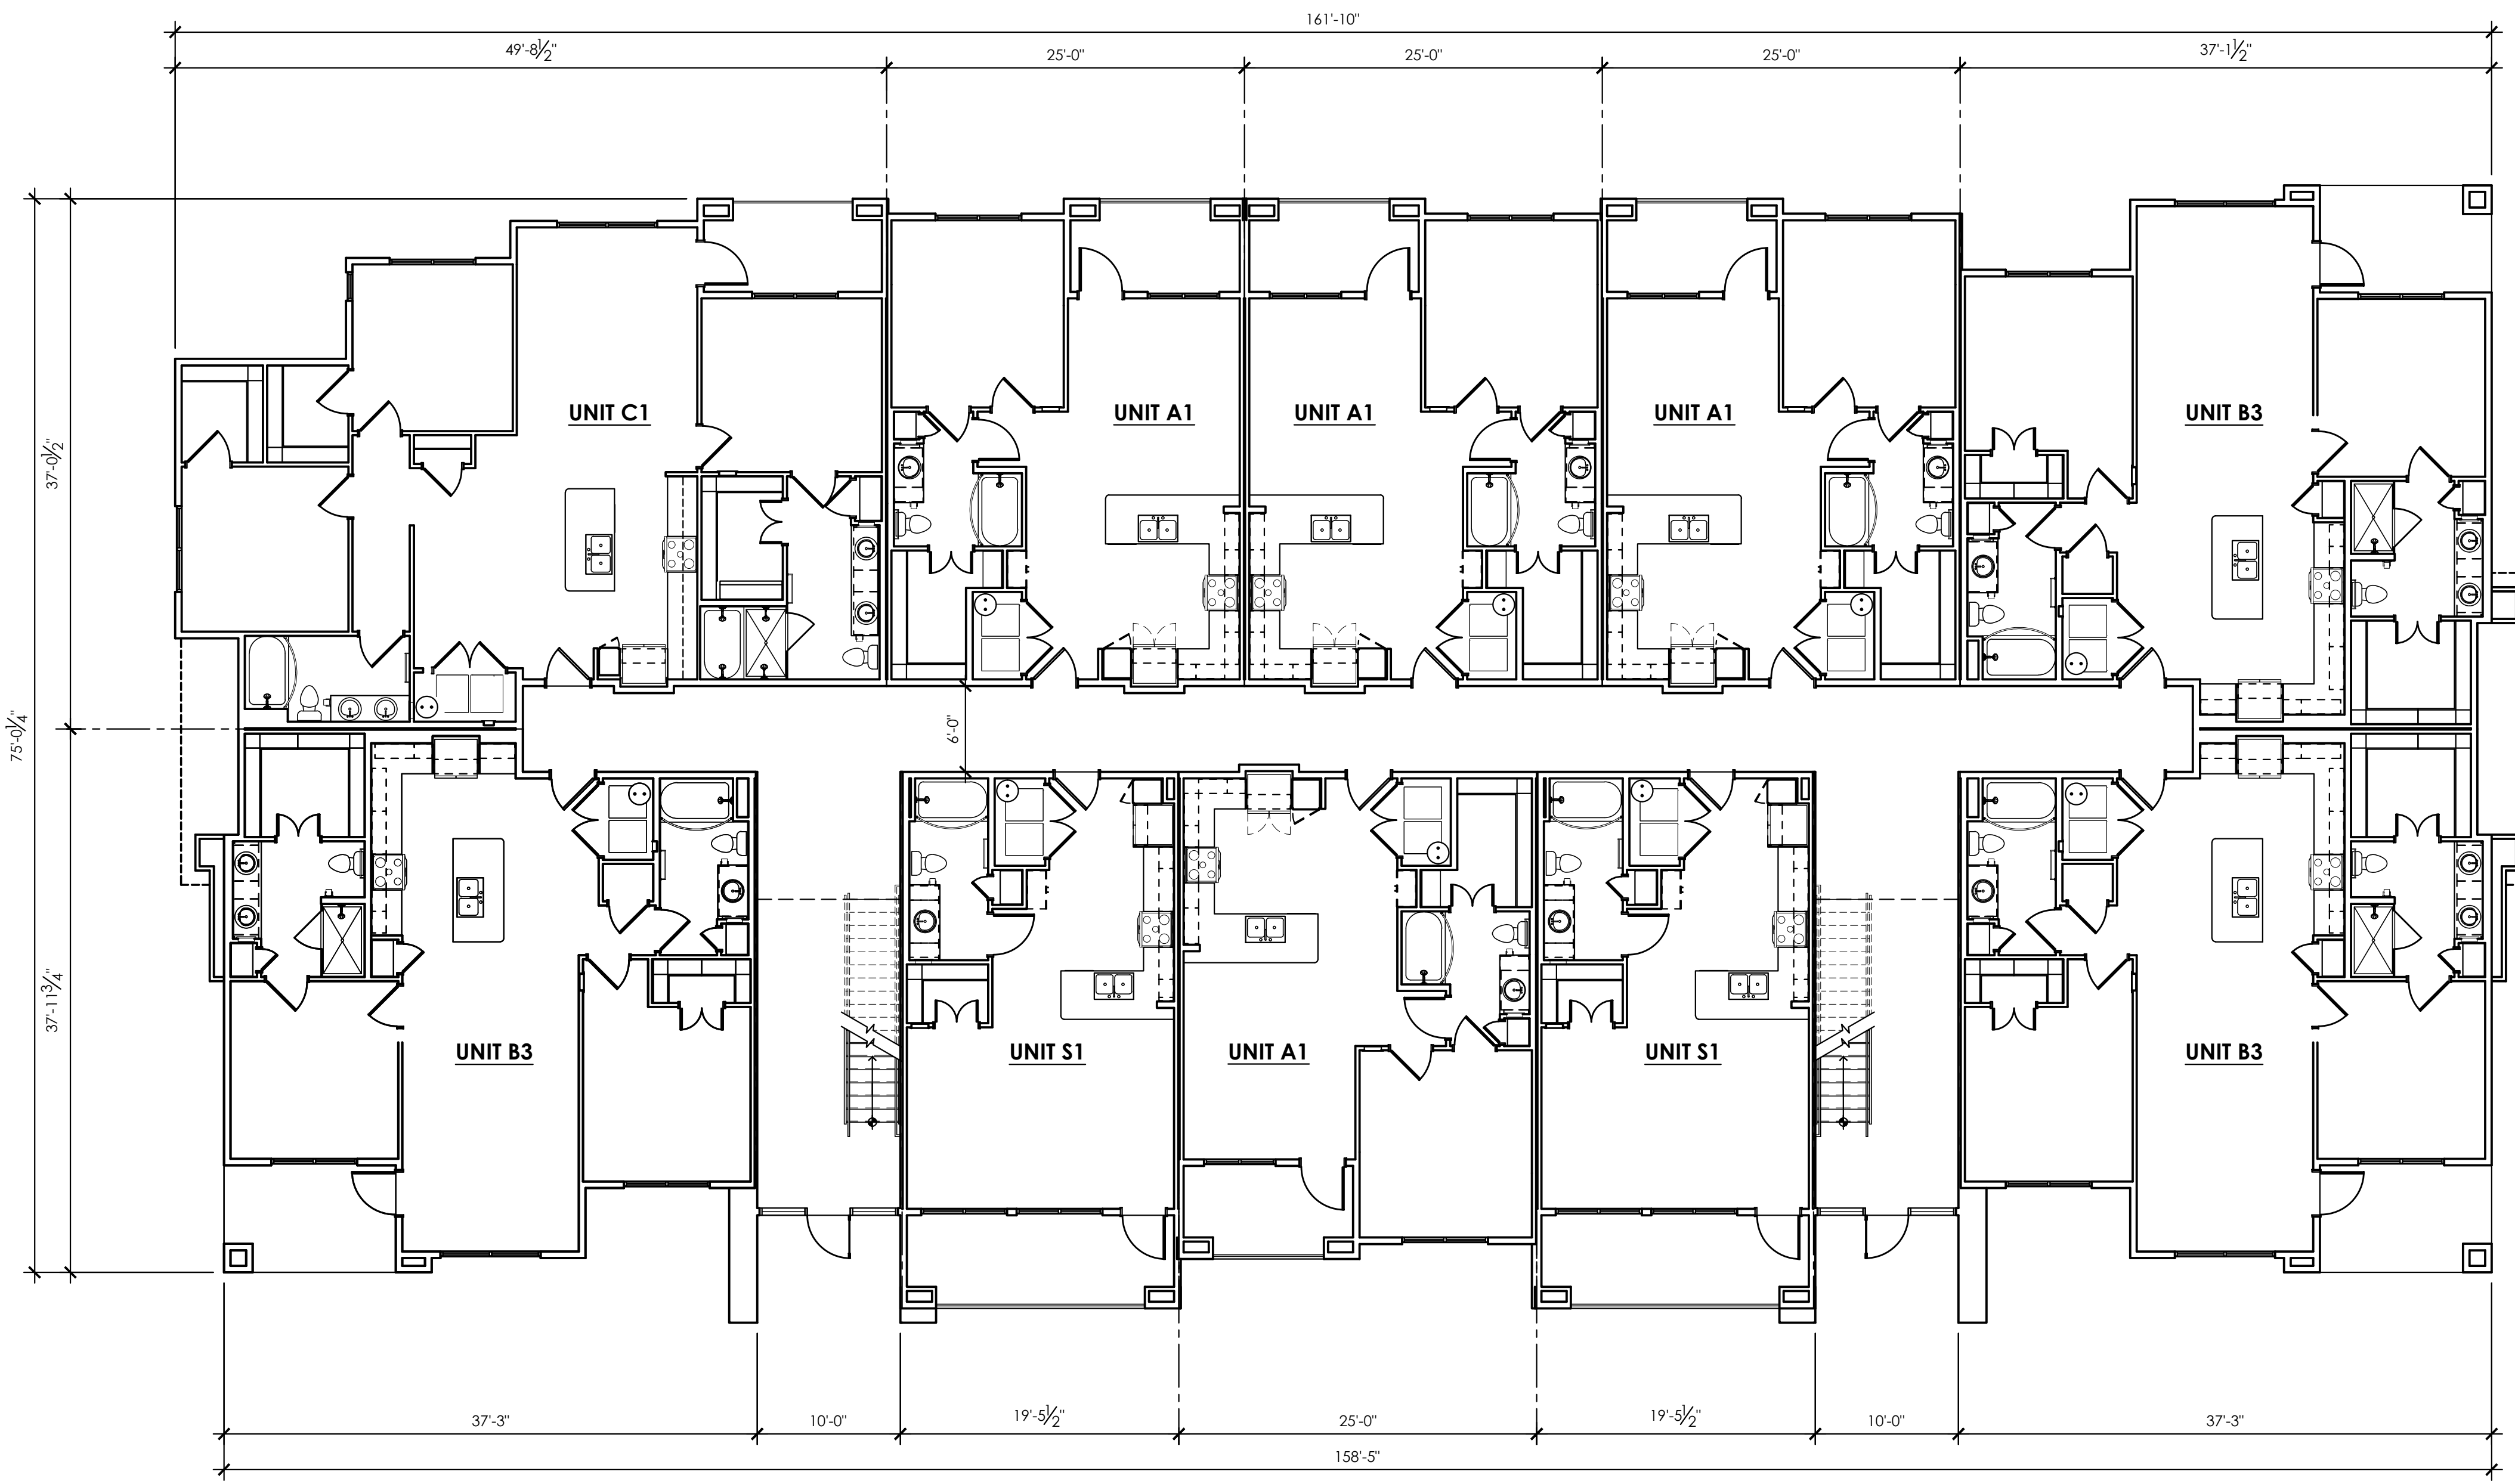 161'-10"
49'-8½" 25'-0" 25'-0" 25'-0" 37'-1½"
UNIT C1 UNIT A1 UNIT A1 UNIT A1 UNIT B3
37'-0½"
75'-0¼"
6'-0"
37'-11¾"
UNIT B3 UNIT S1 UNIT A1 UNIT S1 UNIT B3
37'-3" 10'-0" 19'-5½" 25'-0" 19'-5½" 10'-0" 37'-3"
158'-5"